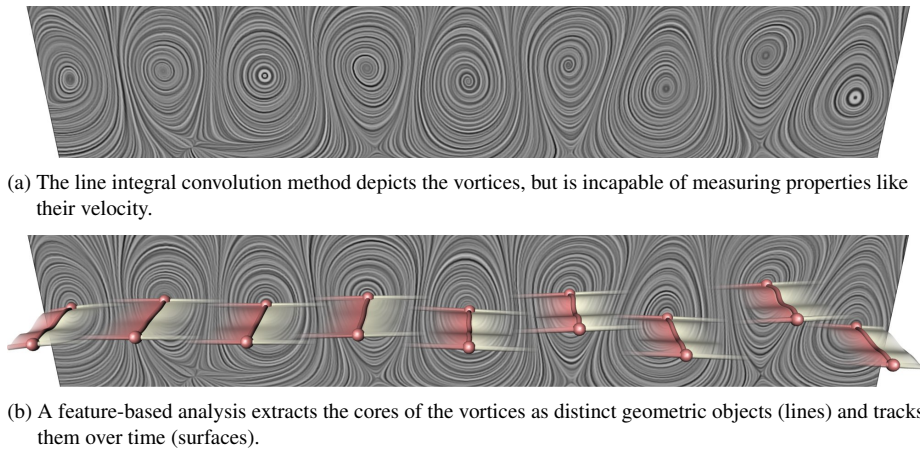 (a) The line integral convolution method depicts the vortices, but is incapable of measuring properties like
their velocity.
(b) A feature-based analysis extracts the cores of the vortices as distinct geometric objects (lines) and tracks
them over time (surfaces).